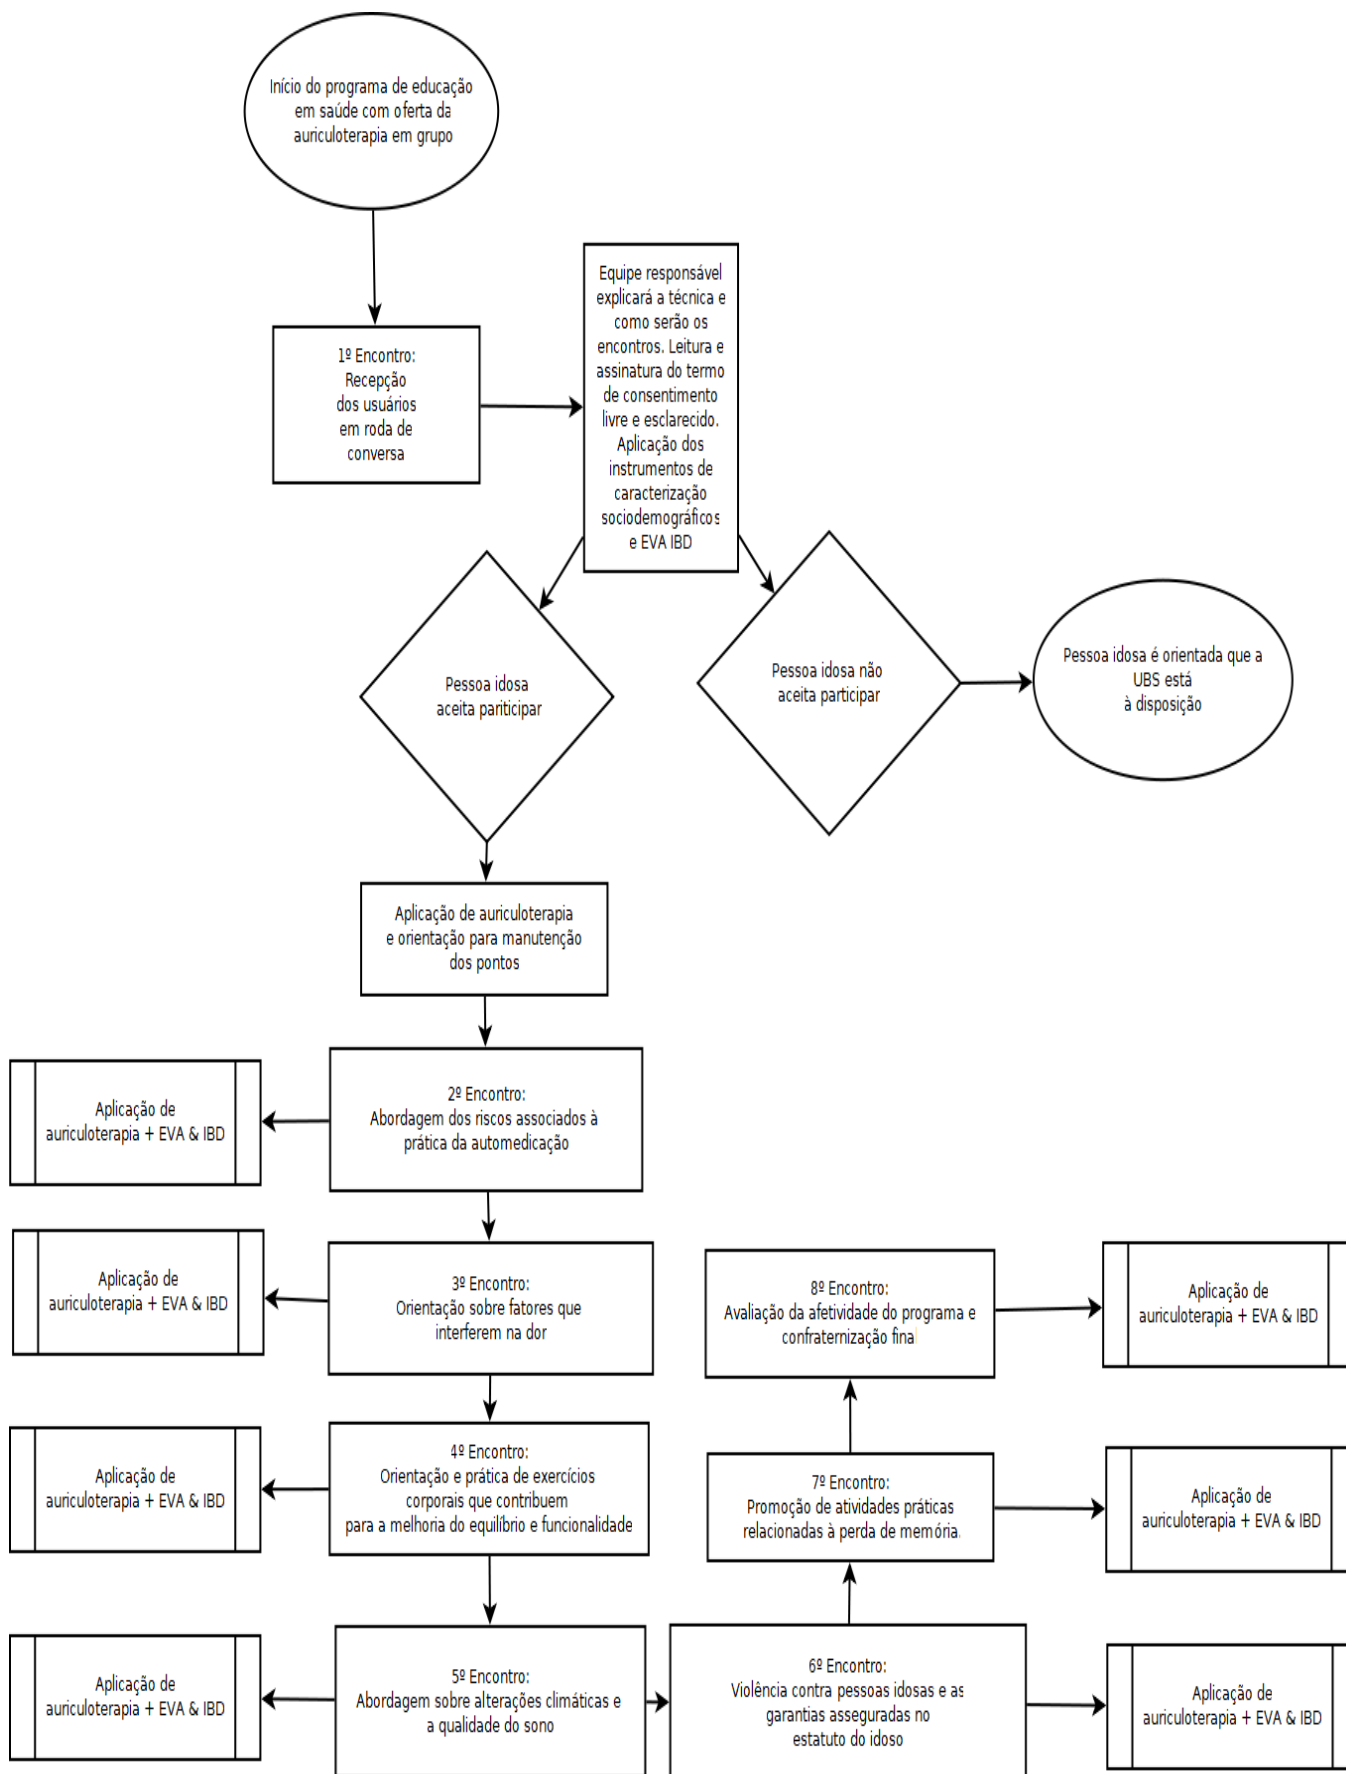 Início do programa de educação
em saúde com oferta da
auriculoterapia em grupo
1º Encontro:
Recepção
dos usuários
em roda de
conversa
Equipe responsável
explicará a técnica e
como serão os
encontros. Leitura e
assinatura do termo
de consentimento
livre e esclarecido.
Aplicação dos
instrumentos de
caracterização
sociodemográficos
e EVA IBD
Pessoa idosa
aceita pariticipar
Pessoa idosa não
aceita participar
Pessoa idosa é orientada que a
UBS está
à disposição
Aplicação de auriculoterapia
e orientação para manutenção
dos pontos
2º Encontro:
Abordagem dos riscos associados à
prática da automedicação
Aplicação de
auriculoterapia + EVA & IBD
3º Encontro:
Orientação sobre fatores que
interferem na dor
Aplicação de
auriculoterapia + EVA & IBD
4º Encontro:
Orientação e prática de exercícios
corporais que contribuem
para a melhoria do equilíbrio e funcionalidade
Aplicação de
auriculoterapia + EVA & IBD
5º Encontro:
Abordagem sobre alterações climáticas e
a qualidade do sono
Aplicação de
auriculoterapia + EVA & IBD
6º Encontro:
Violência contra pessoas idosas e as
garantias asseguradas no
estatuto do idoso
Aplicação de
auriculoterapia + EVA & IBD
7º Encontro:
Promoção de atividades práticas
relacionadas à perda de memória.
Aplicação de
auriculoterapia + EVA & IBD
8º Encontro:
Avaliação da afetividade do programa e
confraternização final
Aplicação de
auriculoterapia + EVA & IBD